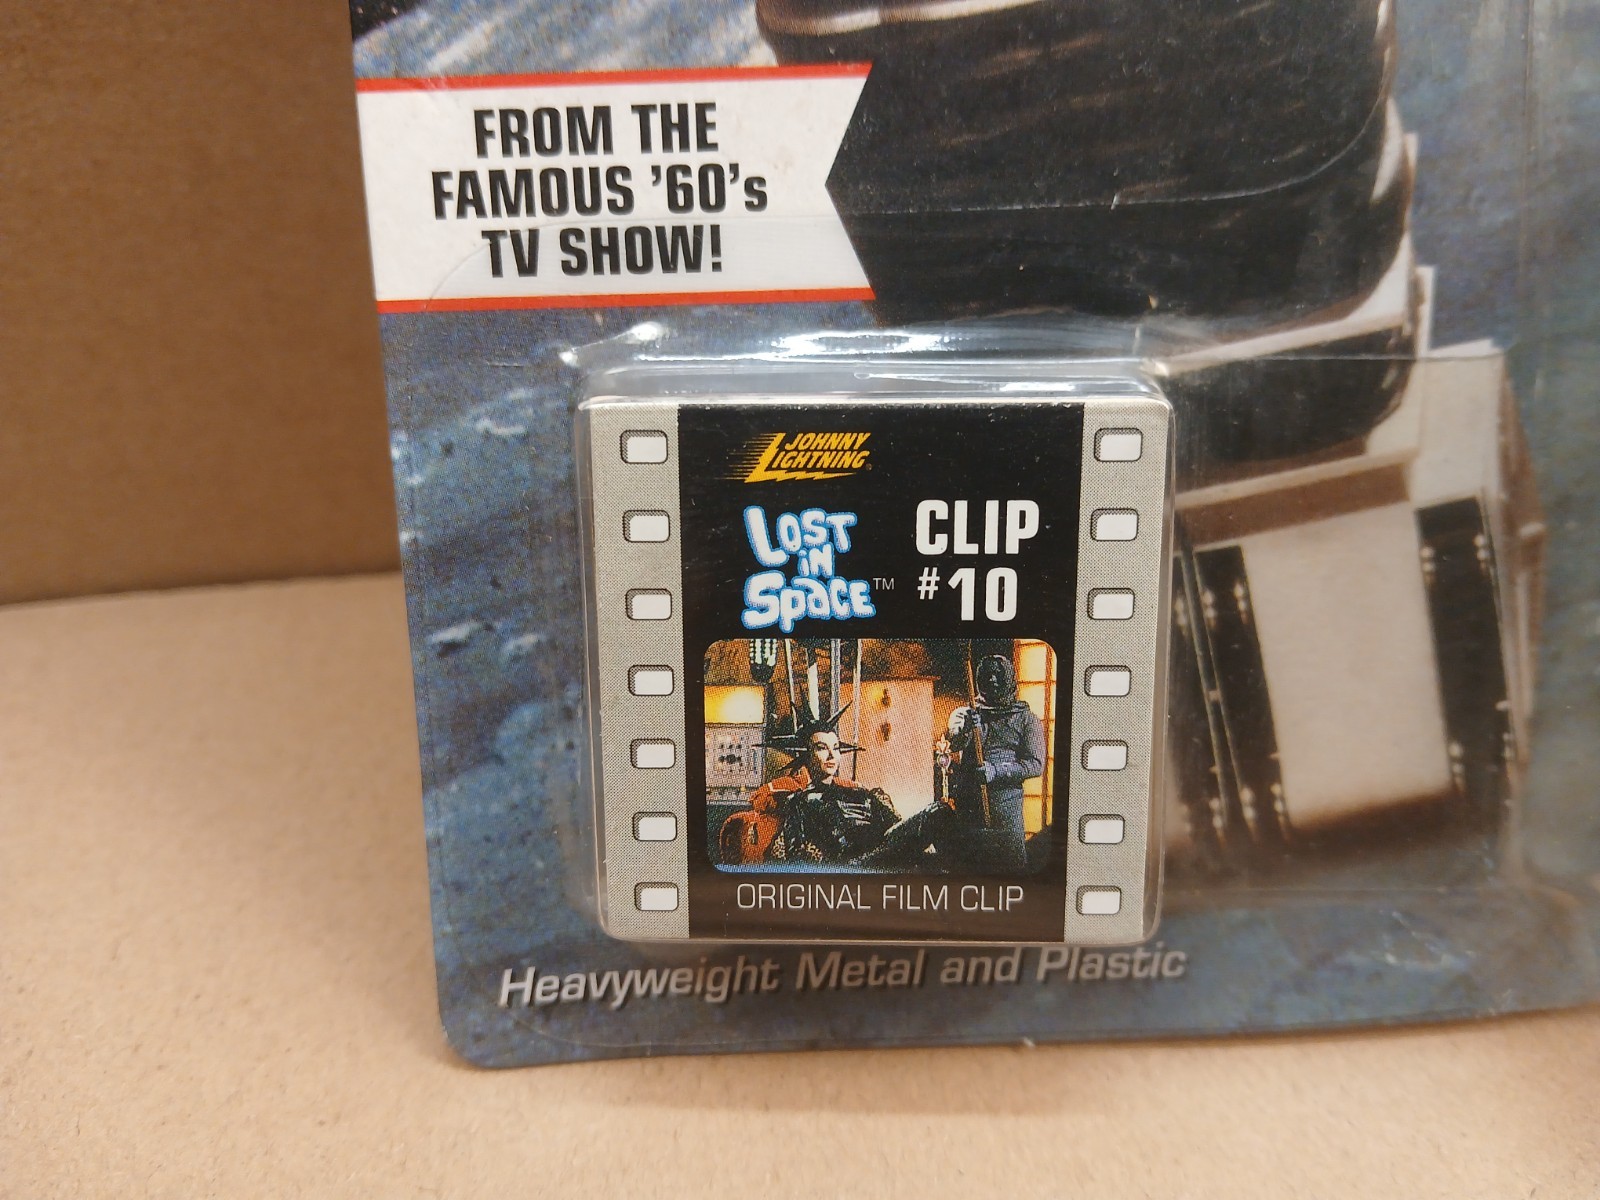 FROM THE
FAMOUS '60's
TV SHOW!
JOHNNY
LIGHTNING®
LOST
IN
SPACE™
CLIP
#10
ORIGINAL FILM CLIP
Heavyweight Metal and Plastic